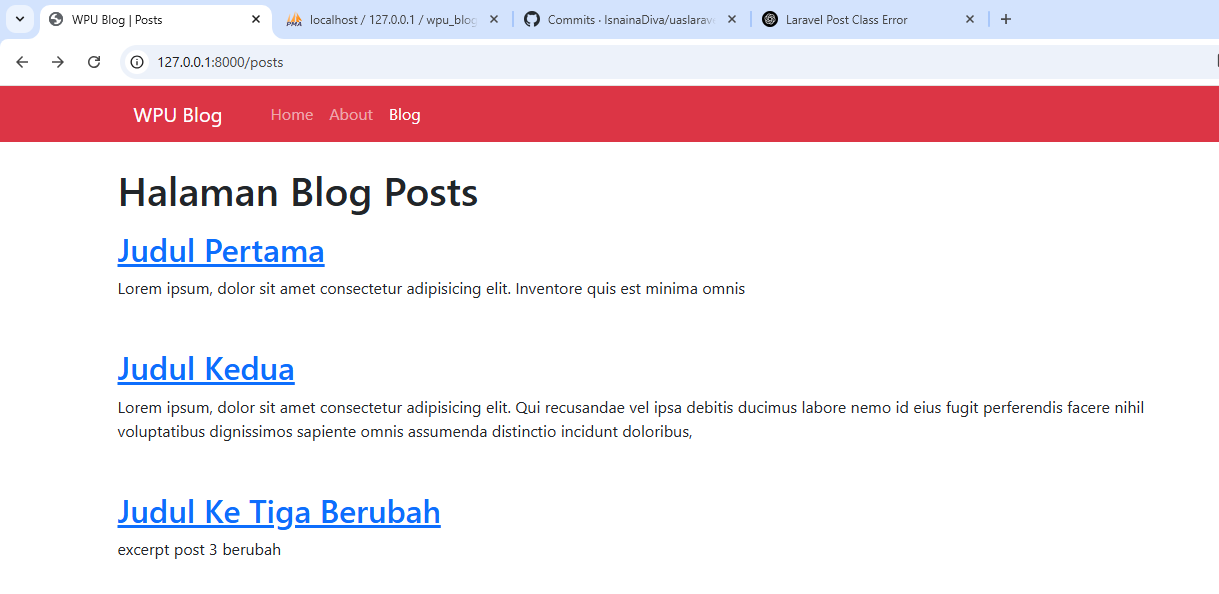 WPU Blog | Posts
localhost / 127.0.0.1 / wpu_blog
Commits · IsnainaDiva/uaslarave
Laravel Post Class Error
127.0.0.1:8000/posts
WPU Blog Home About Blog
Halaman Blog Posts
Judul Pertama
Lorem ipsum, dolor sit amet consectetur adipisicing elit. Inventore quis est minima omnis
Judul Kedua
Lorem ipsum, dolor sit amet consectetur adipisicing elit. Qui recusandae vel ipsa debitis ducimus labore nemo id eius fugit perferendis facere nihil
voluptatibus dignissimos sapiente omnis assumenda distinctio incidunt doloribus,
Judul Ke Tiga Berubah
excerpt post 3 berubah